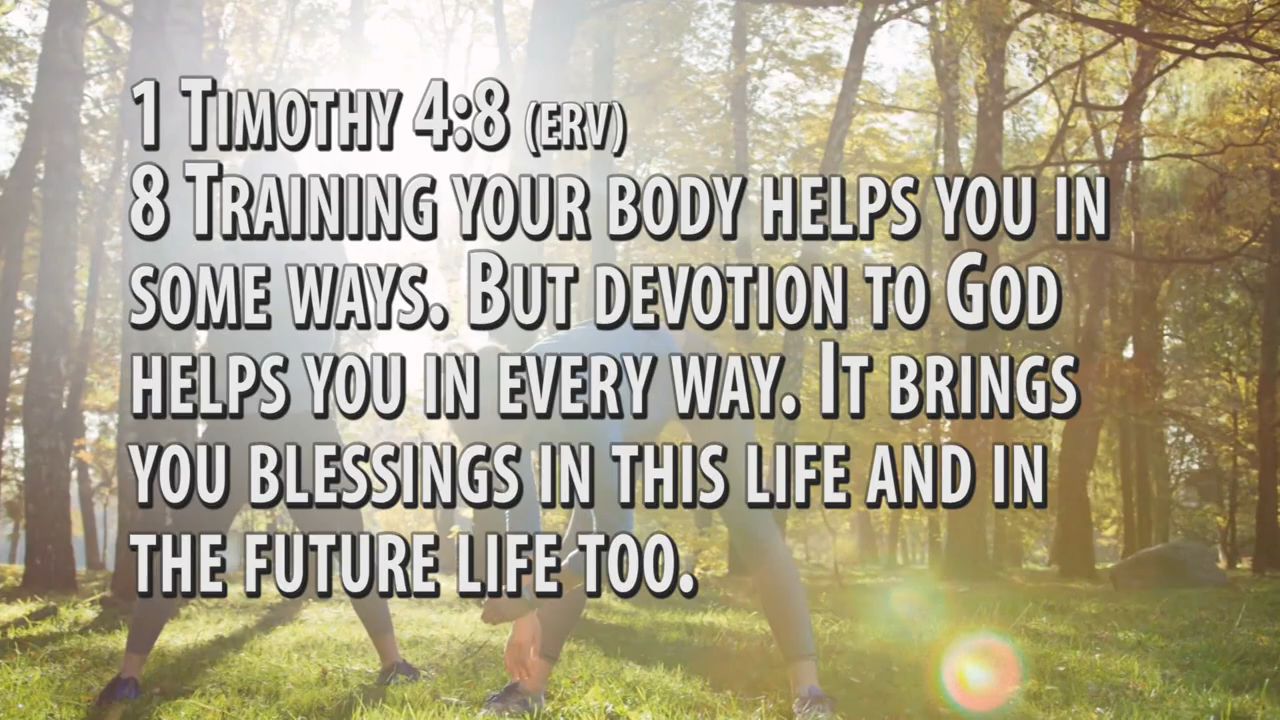 1 Timothy 4:8 (ERV)
8 Training your body helps you in
some ways. But devotion to God
helps you in every way. It brings
you blessings in this life and in
the future life too.